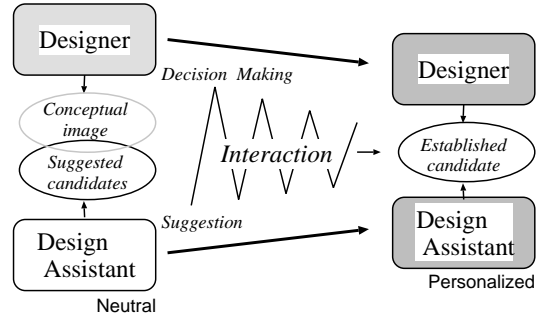 Designer
Conceptual
image
Suggested
candidates
Design
Assistant
Neutral
Decision Making
Interaction
Suggestion
Designer
Established
candidate
Design
Assistant
Personalized